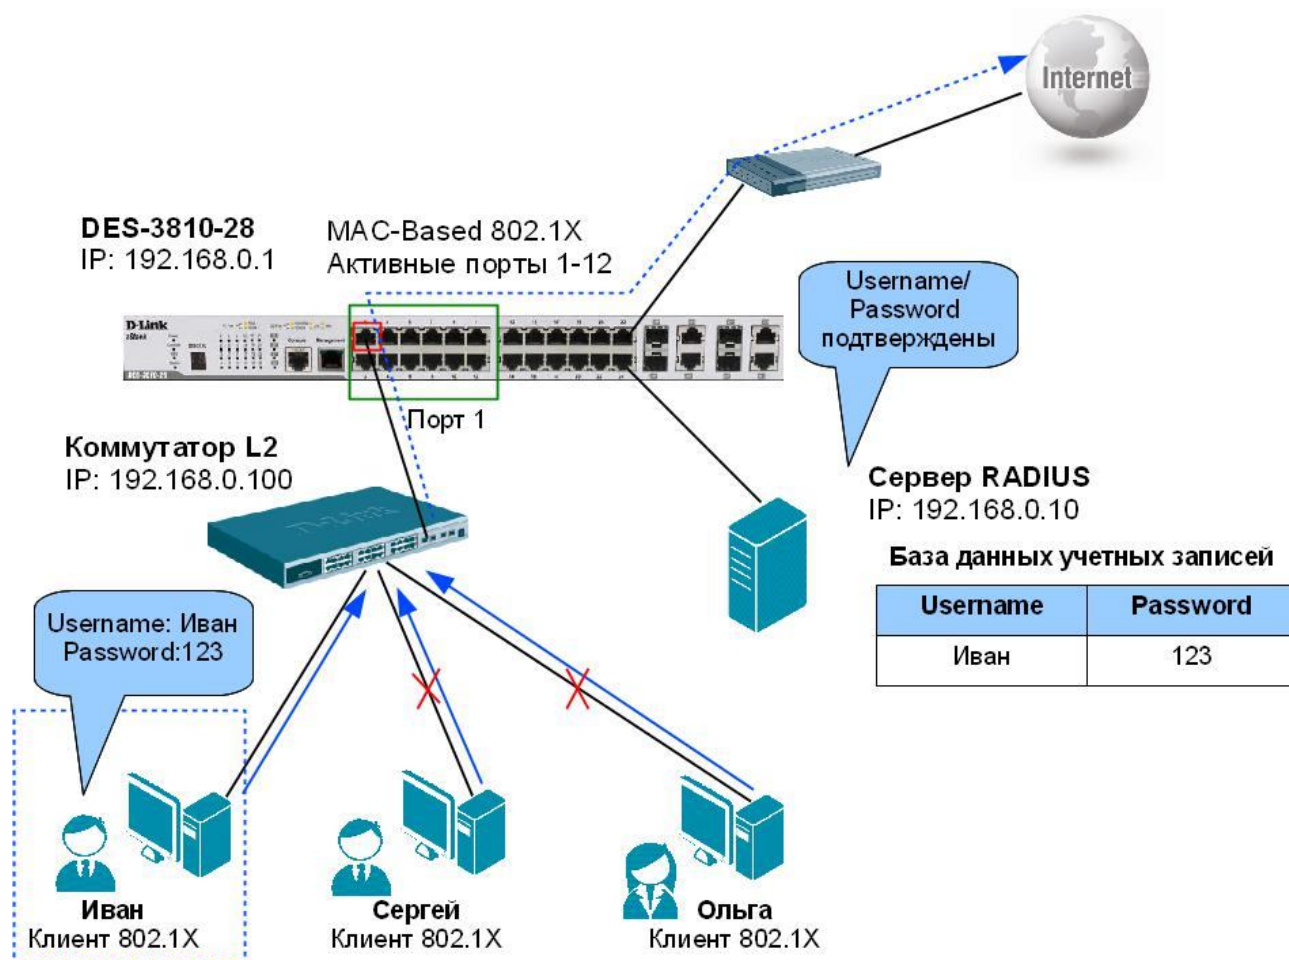 Internet
DES-3810-28
IP: 192.168.0.1
MAC-Based 802.1X
Активные порты 1-12
Username/
Password
подтверждены
D-Link
Порт 1
Коммутатор L2
IP: 192.168.0.100
D-Link
Сервер RADIUS
IP: 192.168.0.10
База данных учетных записей
Username Password
Иван 123
Username: Иван
Password:123
Иван
Клиент 802.1X
Сергей
Клиент 802.1X
Ольга
Клиент 802.1X